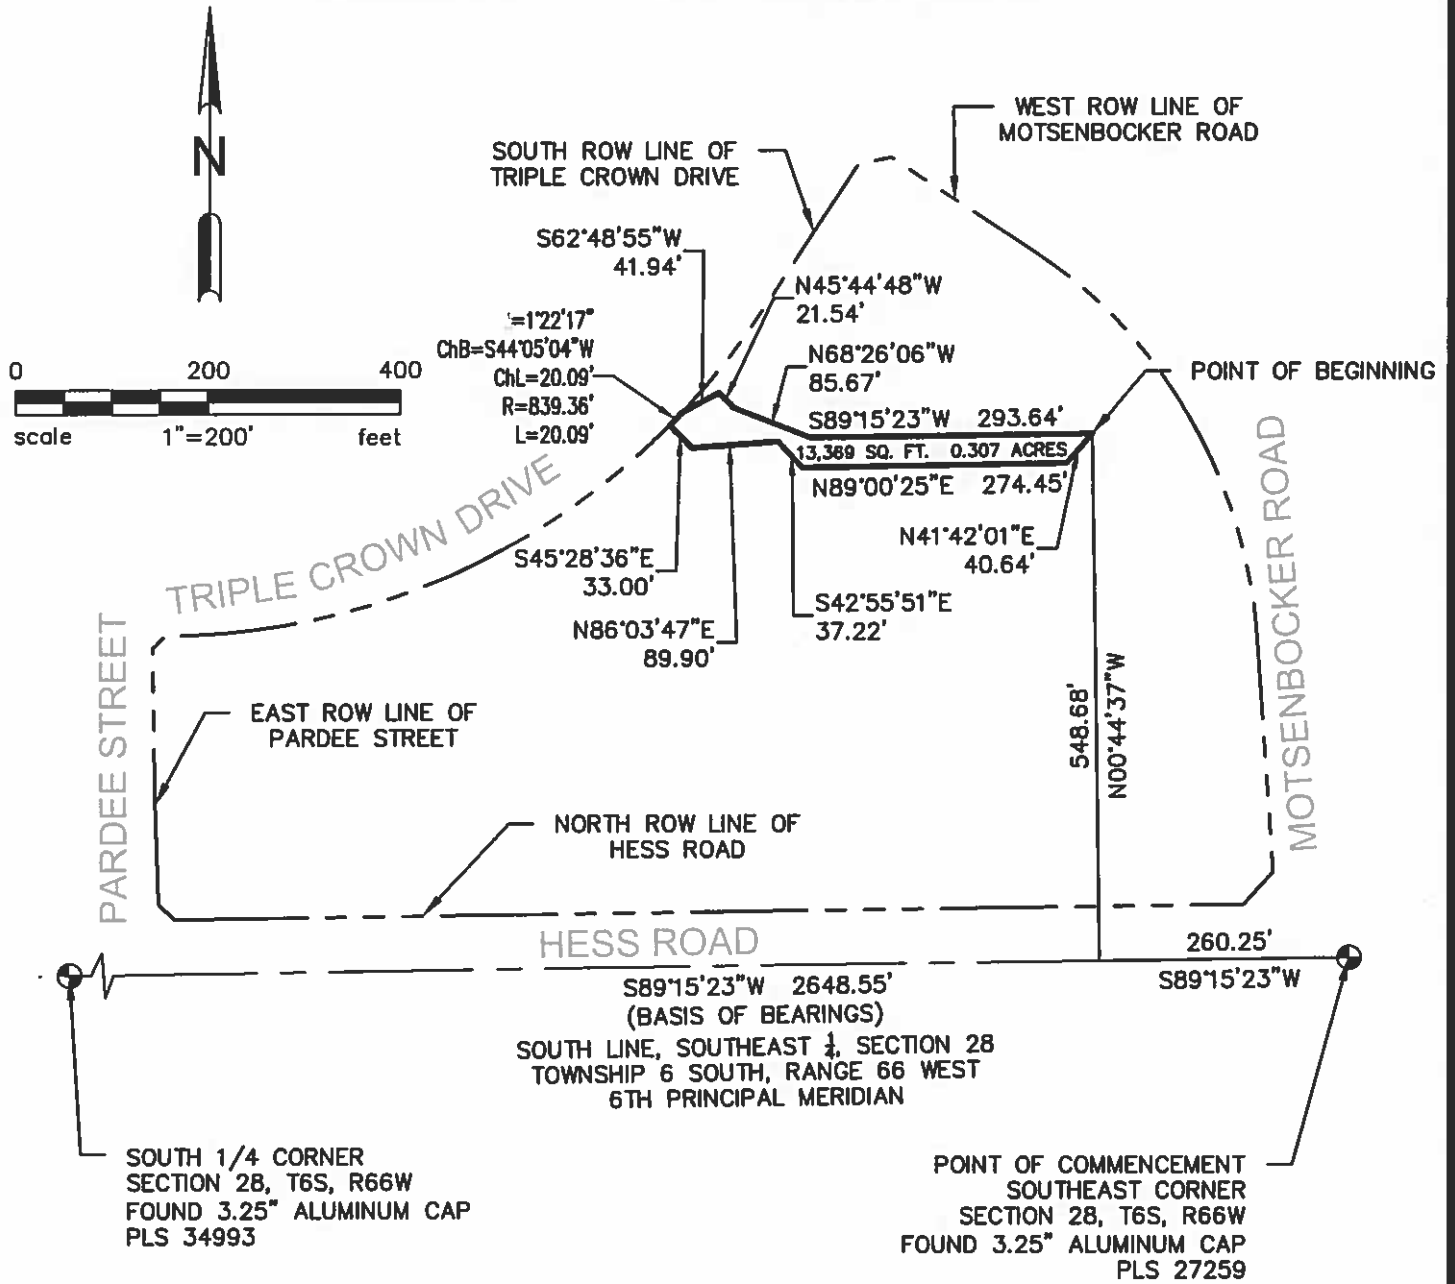 N
WEST ROW LINE OF
MOTSENBOCKER ROAD
SOUTH ROW LINE OF
TRIPLE CROWN DRIVE
S62°48'55"W
41.94'
N45°44'48"W
21.54'
=1°22'17"
ChB=S44°05'04"W
ChL=20.09'
R=839.36'
L=20.09'
N68°26'06"W
85.67'
POINT OF BEGINNING
0 200 400
scale 1"=200' feet
S89°15'23"W 293.64'
13,369 SQ. FT. 0.307 ACRES
N89°00'25"E 274.45'
N41°42'01"E
40.64'
S45°28'36"E
33.00'
S42°55'51"E
37.22'
N86°03'47"E
89.90'
TRIPLE CROWN DRIVE
MOTSENBOCKER ROAD
PARDEE STREET
548.68'
N00°44'37"W
EAST ROW LINE OF
PARDEE STREET
NORTH ROW LINE OF
HESS ROAD
HESS ROAD
260.25'
S89°15'23"W
S89°15'23"W 2648.55'
(BASIS OF BEARINGS)
SOUTH LINE, SOUTHEAST 1/4, SECTION 28
TOWNSHIP 6 SOUTH, RANGE 66 WEST
6TH PRINCIPAL MERIDIAN
SOUTH 1/4 CORNER
SECTION 28, T6S, R66W
FOUND 3.25" ALUMINUM CAP
PLS 34993
POINT OF COMMENCEMENT
SOUTHEAST CORNER
SECTION 28, T6S, R66W
FOUND 3.25" ALUMINUM CAP
PLS 27259